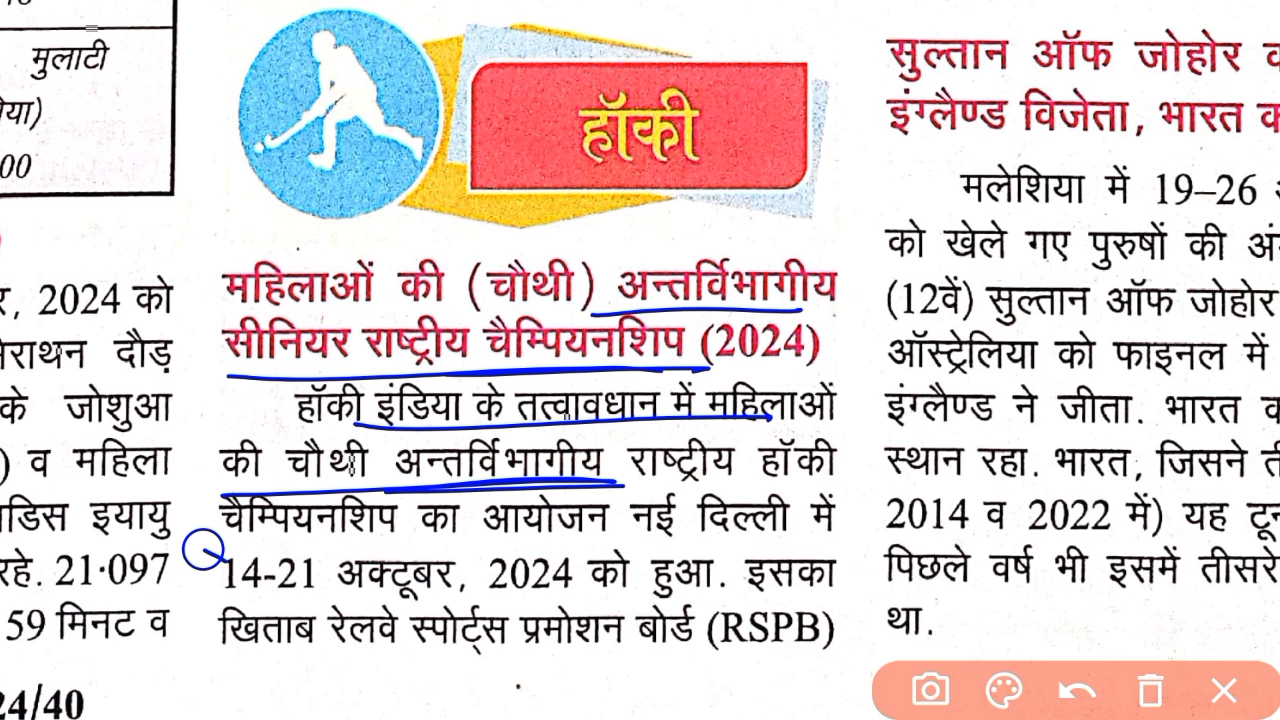 मुलाटी
00
2024 को
दौड़
के जोशुआ
व महिला
इयायु
रहे. 21·097
59 मिनट व
24/40
हॉकी
महिलाओं की (चौथी) अन्तर्विभागीय
सीनियर राष्ट्रीय चैम्पियनशिप (2024)
हॉकी इंडिया के तत्वावधान में महिलाओं
की चौथी अन्तर्विभागीय राष्ट्रीय हॉकी
चैम्पियनशिप का आयोजन नई दिल्ली में
14-21 अक्टूबर, 2024 को हुआ. इसका
खिताब रेलवे स्पोर्ट्स प्रमोशन बोर्ड (RSPB)
सुल्तान ऑफ जोहोर
इंग्लैण्ड विजेता, भारत
मलेशिया में 19–26
को खेले गए पुरुषों की
(12वें) सुल्तान ऑफ जोहोर
ऑस्ट्रेलिया को फाइनल में
इंग्लैण्ड ने जीता. भारत
स्थान रहा. भारत, जिसने
2014 व 2022 में) यह
पिछले वर्ष भी इसमें तीसरे
था.